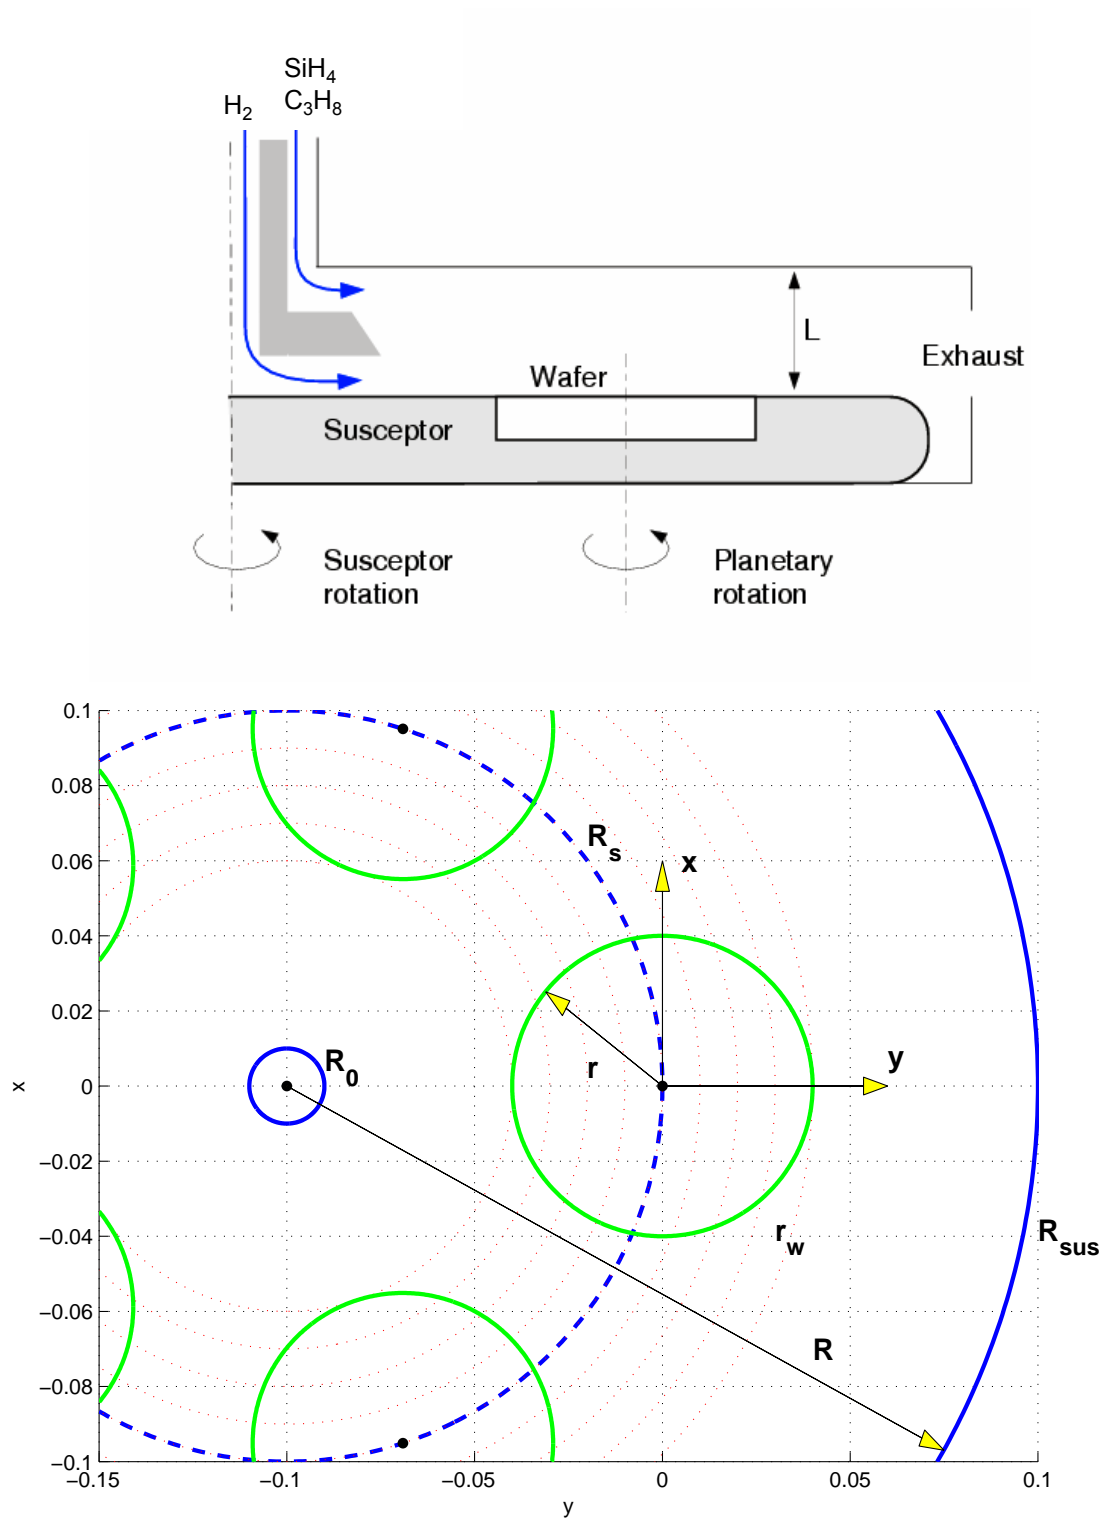 SiH4
H2
C3H8
L
Exhaust
Wafer
Susceptor
Susceptor
rotation
Planetary
rotation
0.1
0.08
0.06
0.04
0.02
0
−0.02
−0.04
−0.06
−0.08
−0.1
x
Rs
x
R0
r
y
rw
Rsus
R
−0.15
−0.1
−0.05
0
0.05
0.1
y